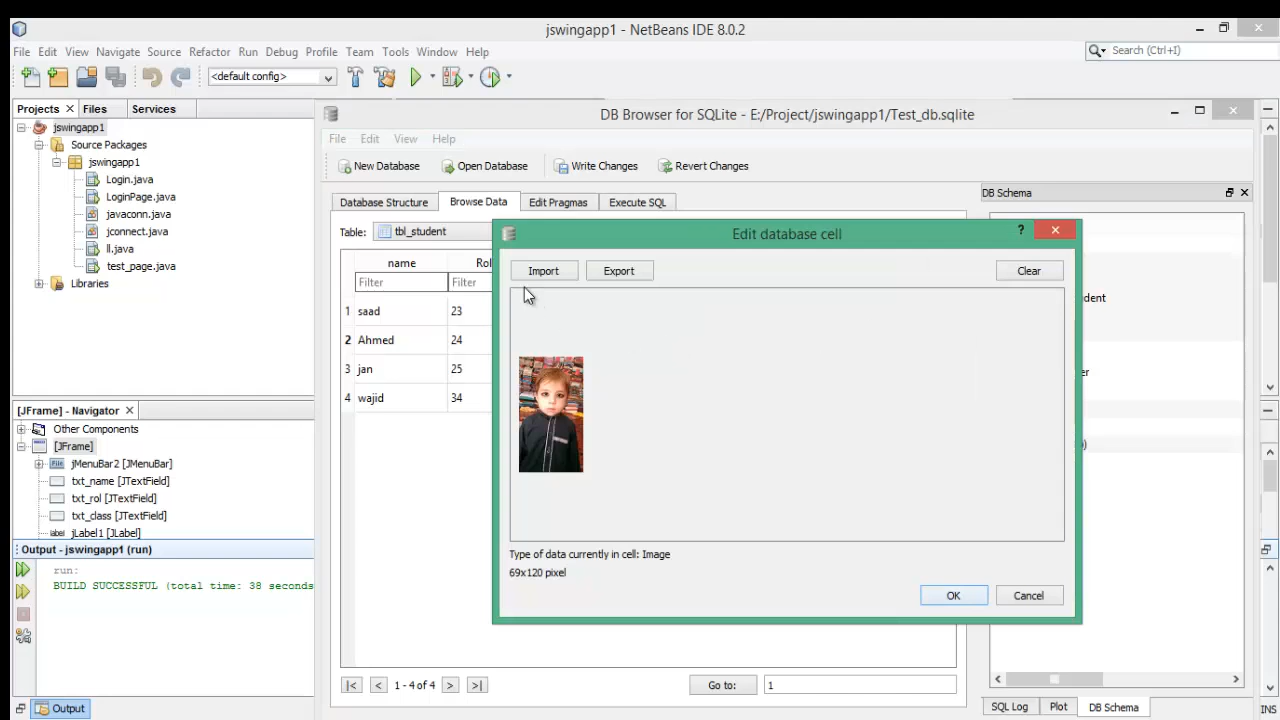 jswingapp1 - NetBeans IDE 8.0.2
File Edit View Navigate Source Refactor Run Debug Profile Team Tools Window Help
Search (Ctrl+I)
<default config>
Projects Files Services
jswingapp1
Source Packages
jswingapp1
Login.java
LoginPage.java
javaconn.java
jconnect.java
ll.java
test_page.java
Libraries
[JFrame] - Navigator
Other Components
[JFrame]
jMenuBar2 [JMenuBar]
txt_name [JTextField]
txt_rol [JTextField]
txt_class [JTextField]
label jLabel1 [JLabel]
Output - jswingapp1 (run)
run:
BUILD SUCCESSFUL (total time: 38 seconds
Output
DB Browser for SQLite - E:/Project/jswingapp1/Test_db.sqlite
File Edit View Help
New Database Open Database Write Changes Revert Changes
Database Structure Browse Data Edit Pragmas Execute SQL
Table: tbl_student
name Rol
Filter Filter
1 saad 23
2 Ahmed 24
3 jan 25
4 wajid 34
|< < 1 - 4 of 4 > >| Go to: 1
Edit database cell
Import Export Clear
Type of data currently in cell: Image
69x120 pixel
OK Cancel
DB Schema
dent
er
)
SQL Log Plot DB Schema
INS